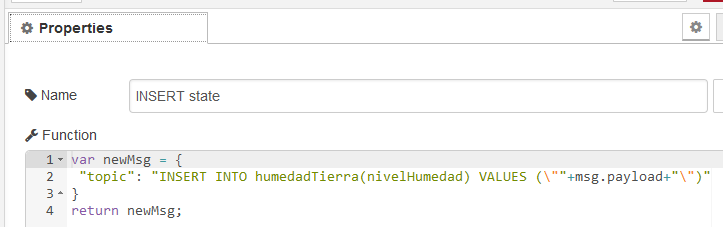 Properties
Name
INSERT state
Function
1 var newMsg = {
2 "topic": "INSERT INTO humedadTierra(nivelHumedad) VALUES (\""+msg.payload+"\")"
3 }
4 return newMsg;